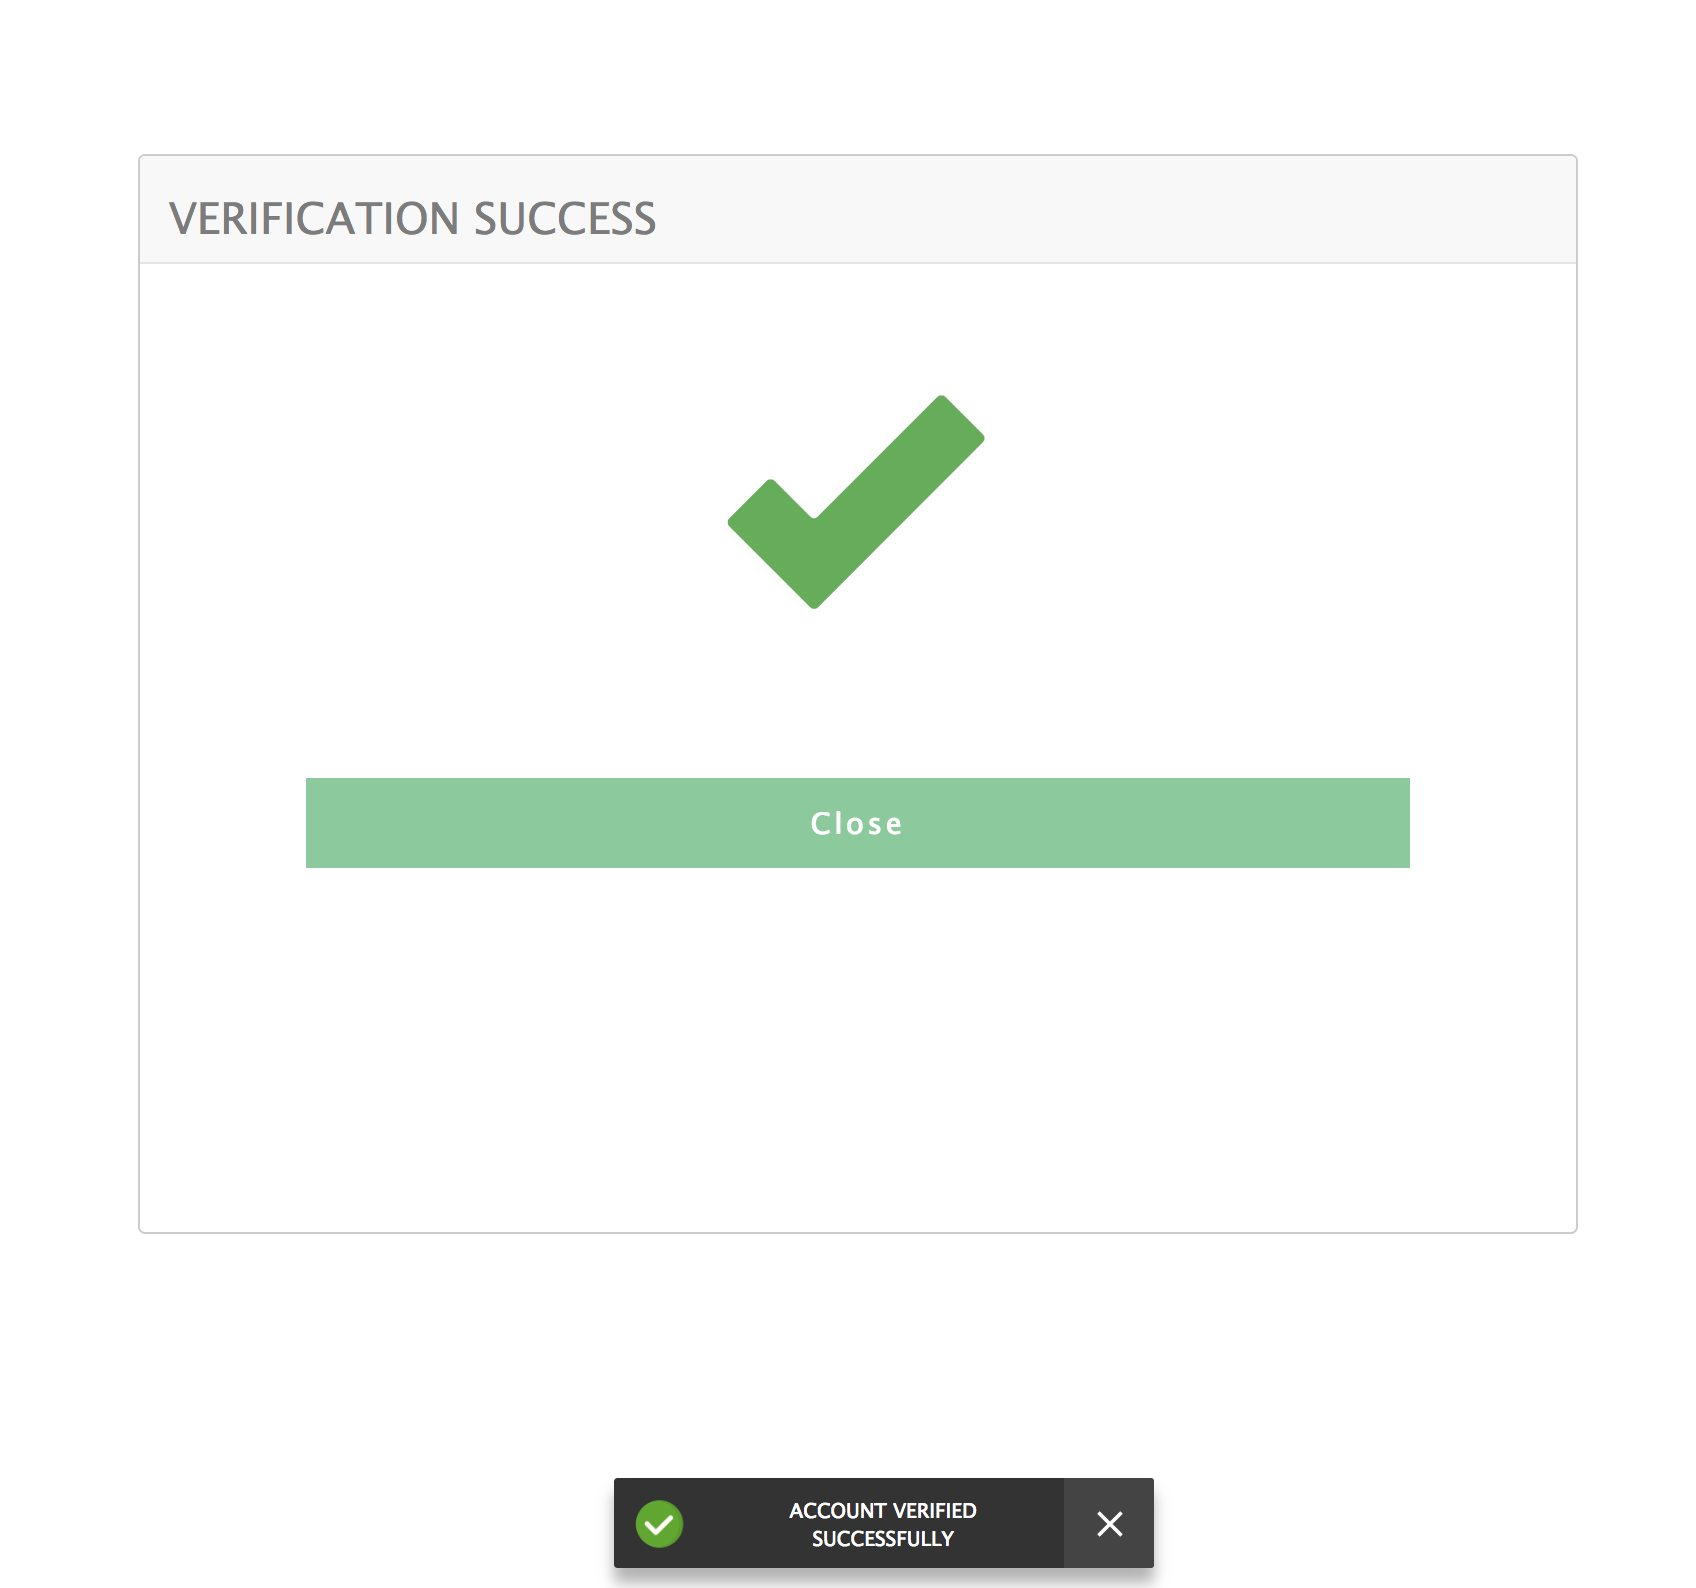 VERIFICATION SUCCESS
Close
ACCOUNT VERIFIED
SUCCESSFULLY